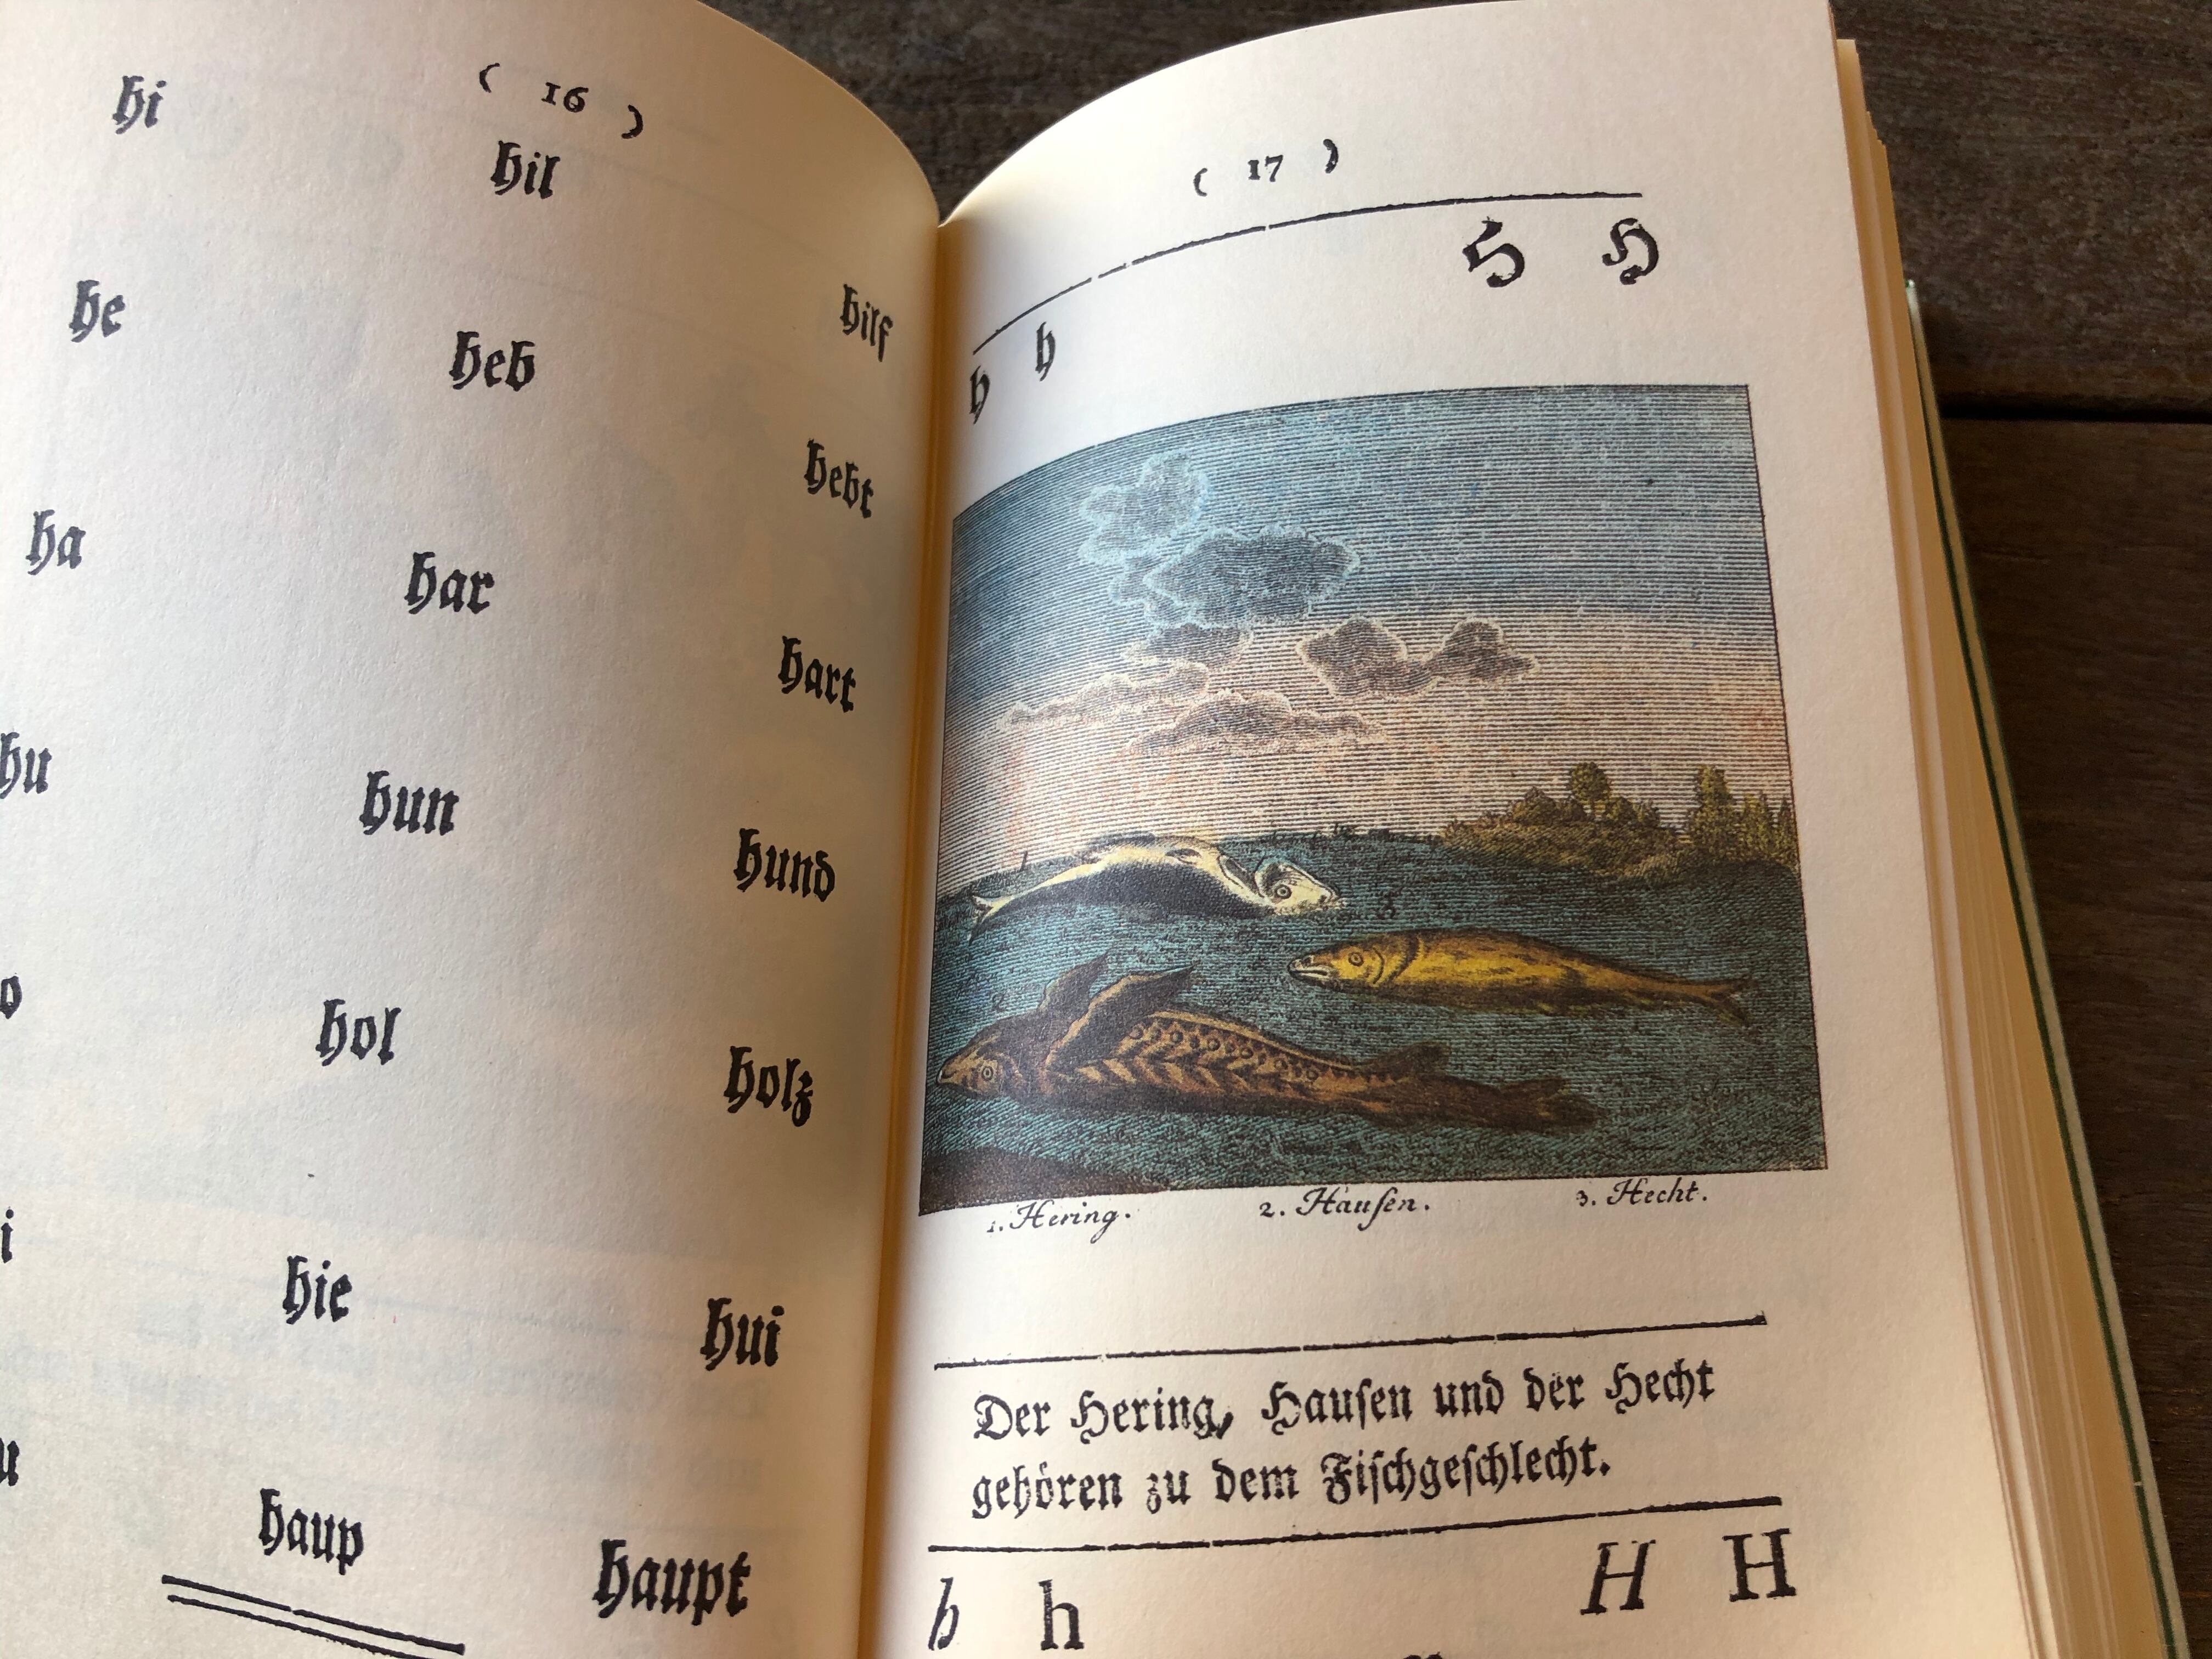 ( 16 )
hi hil hilf
he heb hebt
ha har hart
hu hun hund
hol holz
hie hui
haup haupt
( 17 )
h h H H
1. Hering. 2. Hauſen. 3. Hecht.
Der Hering, Hauſen und der Hecht
gehören zu dem Fiſchgeſchlecht.
h h H H